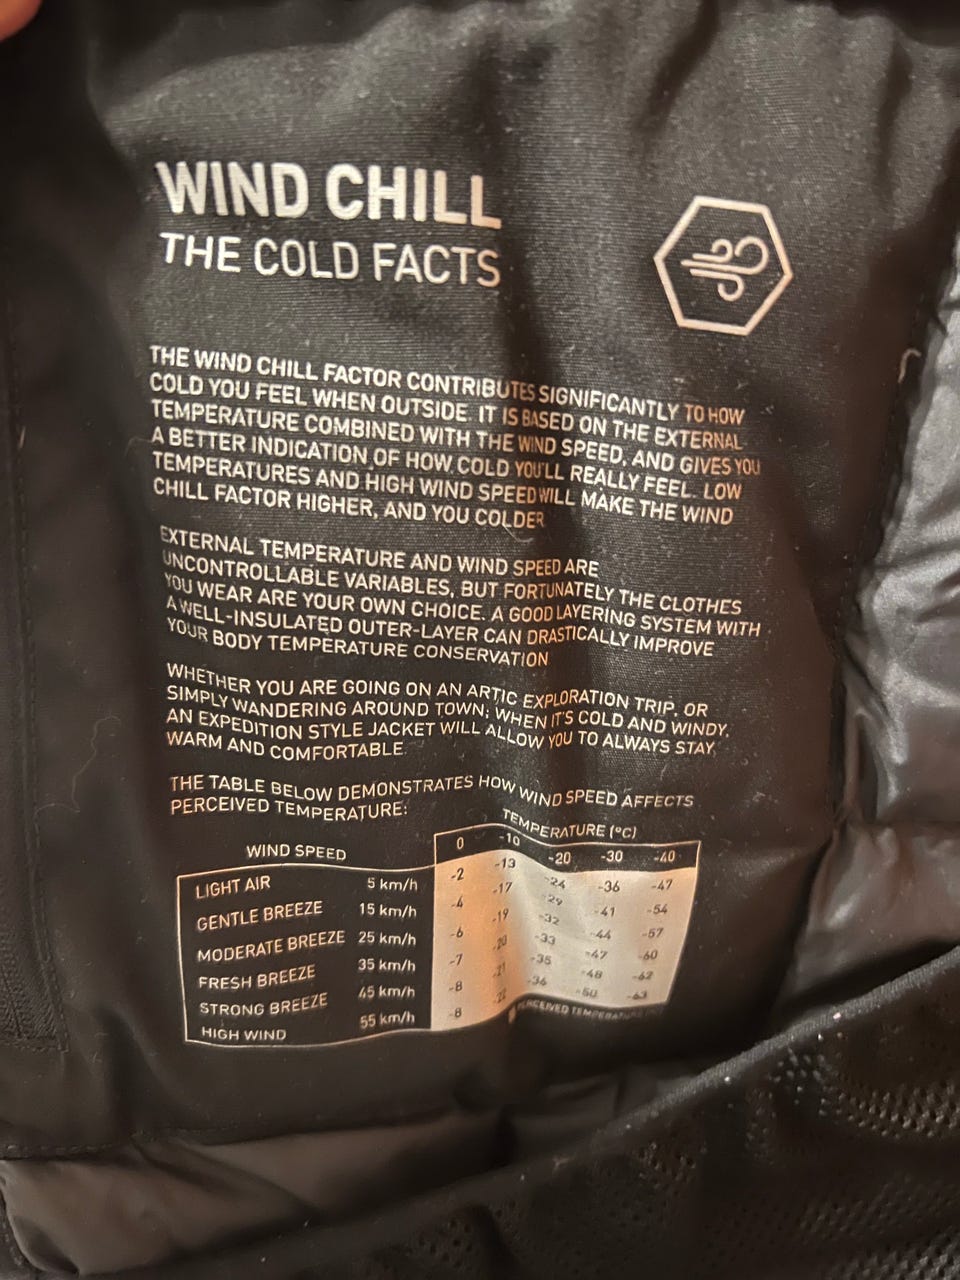 WIND CHILL
THE COLD FACTS
THE WIND CHILL FACTOR CONTRIBUTES SIGNIFICANTLY TO HOW
COLD YOU FEEL WHEN OUTSIDE. IT IS BASED ON THE EXTERNAL
TEMPERATURE COMBINED WITH THE WIND SPEED, AND GIVES YOU
A BETTER INDICATION OF HOW COLD YOU'LL REALLY FEEL. LOW
TEMPERATURES AND HIGH WIND SPEED WILL MAKE THE WIND
CHILL FACTOR HIGHER, AND YOU COLDER
EXTERNAL TEMPERATURE AND WIND SPEED ARE
UNCONTROLLABLE VARIABLES, BUT FORTUNATELY THE CLOTHES
YOU WEAR ARE YOUR OWN CHOICE. A GOOD LAYERING SYSTEM WITH
A WELL-INSULATED OUTER-LAYER CAN DRASTICALLY IMPROVE
YOUR BODY TEMPERATURE CONSERVATION
WHETHER YOU ARE GOING ON AN ARTIC EXPLORATION TRIP, OR
SIMPLY WANDERING AROUND TOWN; WHEN IT'S COLD AND WINDY,
AN EXPEDITION STYLE JACKET WILL ALLOW YOU TO ALWAYS STAY
WARM AND COMFORTABLE.
THE TABLE BELOW DEMONSTRATES HOW WIND SPEED AFFECTS
PERCEIVED TEMPERATURE:
WIND SPEED TEMPERATURE (°C)
0 -10 -20 -30 -40
LIGHT AIR 5 km/h -2 -13 -24 -36 -47
GENTLE BREEZE 15 km/h -4 -17 -29 -41 -54
MODERATE BREEZE 25 km/h -6 -19 -32 -44 -57
FRESH BREEZE 35 km/h -7 -20 -33 -47 -60
STRONG BREEZE 45 km/h -8 -21 -35 -48 -62
HIGH WIND 55 km/h -8 -22 -36 -50 -63
PERCEIVED TEMPERATURE